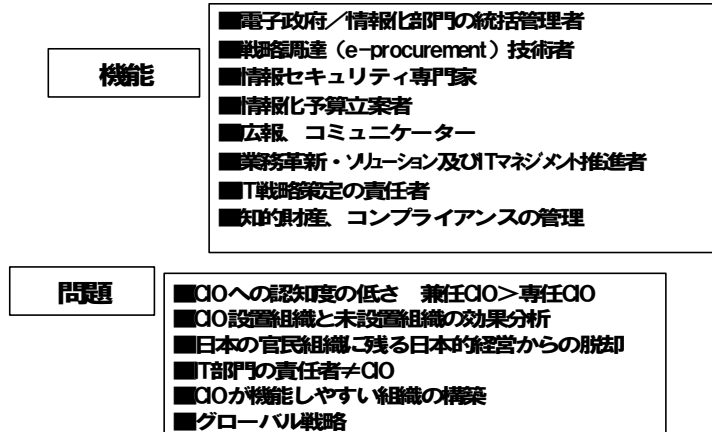 機能
■電子政府／情報化部門の統括管理者
■戦略調達（e-procurement）技術者
■情報セキュリティ専門家
■情報化予算立案者
■広報、コミュニケーター
■業務革新・ソリューション及びITマネジメント推進者
■IT戦略策定の責任者
■知的財産、コンプライアンスの管理
問題
■CIOへの認知度の低さ　兼任CIO＞専任CIO
■CIO設置組織と未設置組織の効果分析
■日本の官民組織に残る日本的経営からの脱却
■IT部門の責任者≠CIO
■CIOが機能しやすい組織の構築
■グローバル戦略